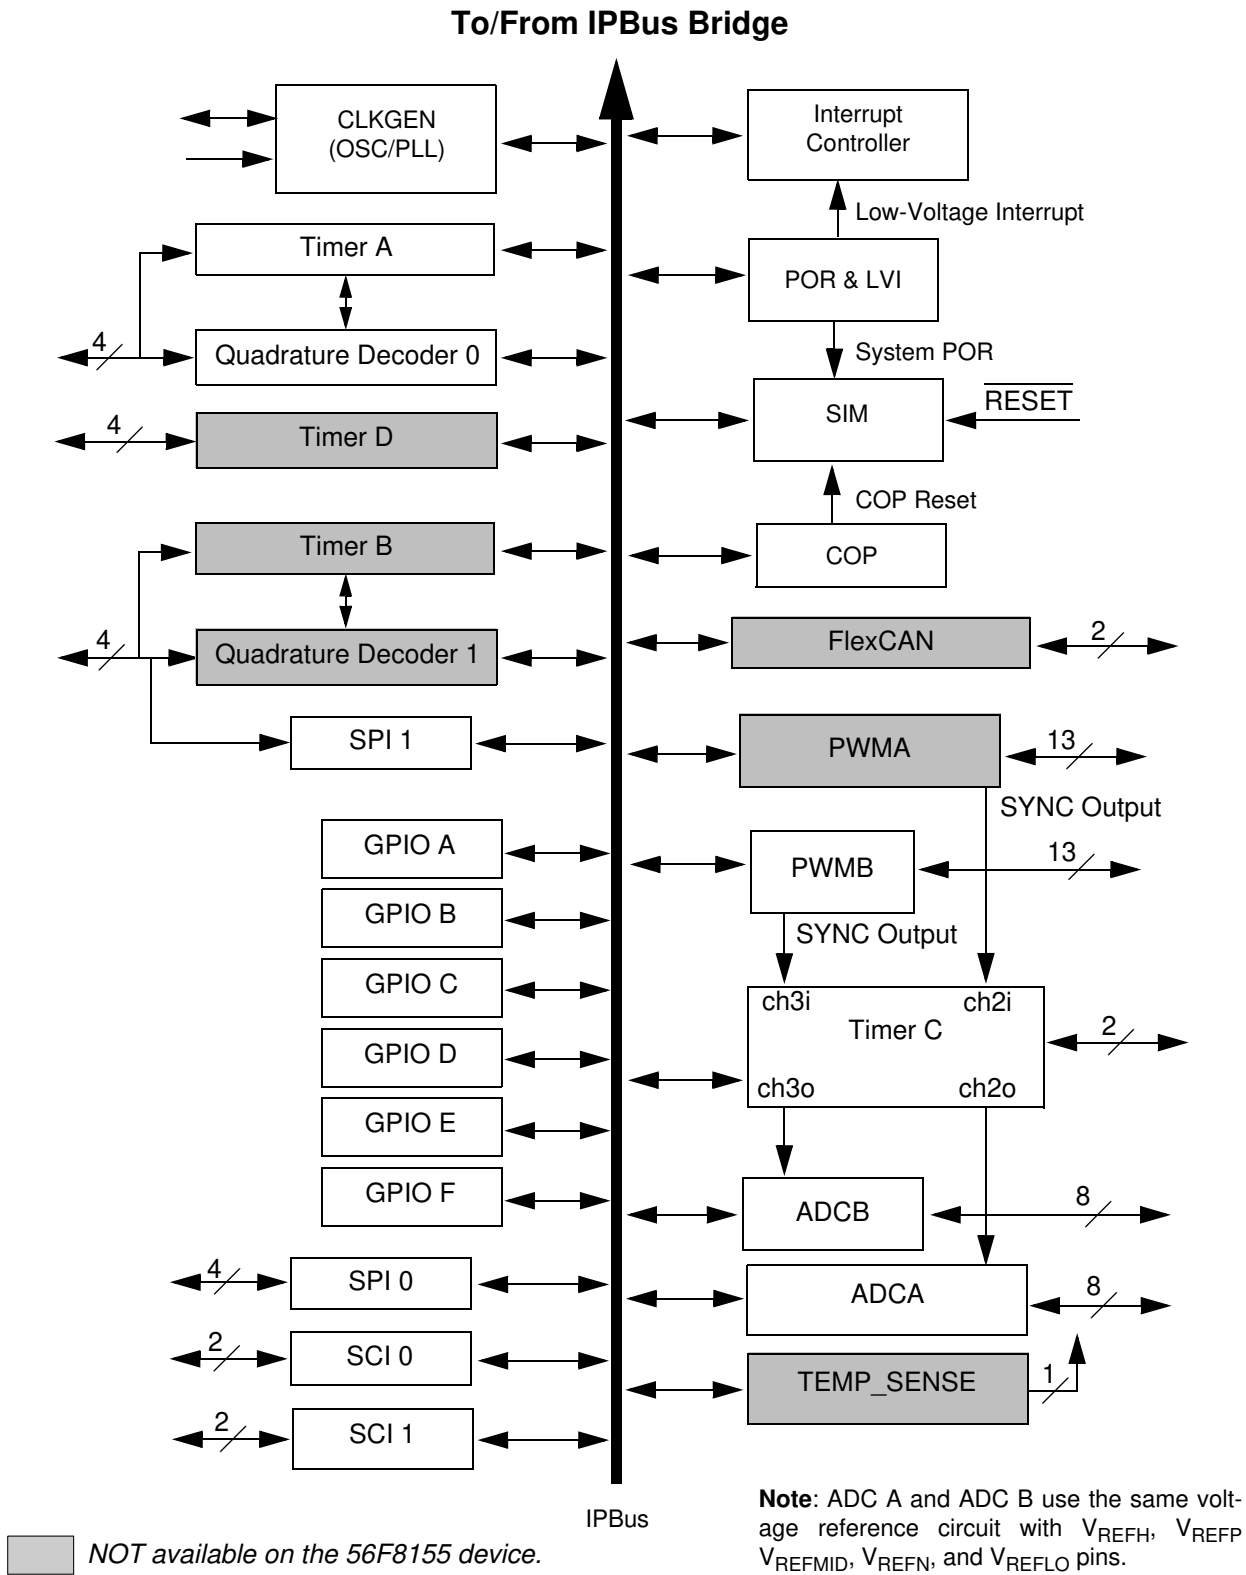 To/From IPBus Bridge
CLKGEN
(OSC/PLL)
Interrupt
Controller
Low-Voltage Interrupt
Timer A
POR & LVI
4
Quadrature Decoder 0
System POR
4
Timer D
SIM
RESET
COP Reset
Timer B
COP
4
Quadrature Decoder 1
FlexCAN
2
SPI 1
PWMA
13
SYNC Output
GPIO A
PWMB
13
GPIO B
SYNC Output
GPIO C
ch3i
ch2i
Timer C
2
GPIO D
ch3o
ch2o
GPIO E
GPIO F
ADCB
8
4
SPI 0
ADCA
8
2
SCI 0
TEMP_SENSE
1
2
SCI 1
IPBus
Note: ADC A and ADC B use the same volt-
age reference circuit with VREFH, VREFP
VREFMID, VREFN, and VREFLO pins.
NOT available on the 56F8155 device.